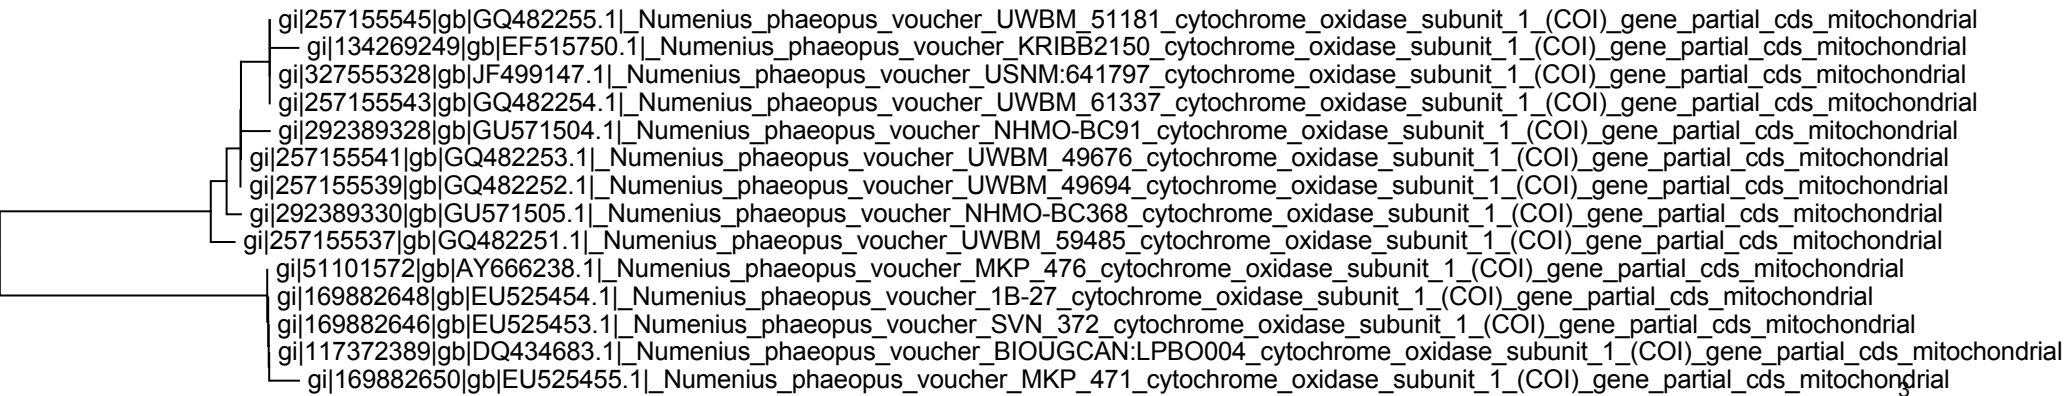 gi|257155545|gb|GQ482255.1|_Numenius_phaeopus_voucher_UWBM_51181_cytochrome_oxidase_subunit_1_(COI)_gene_partial_cds_mitochondrial
gi|134269249|gb|EF515750.1|_Numenius_phaeopus_voucher_KRIBB2150_cytochrome_oxidase_subunit_1_(COI)_gene_partial_cds_mitochondrial
gi|327555328|gb|JF499147.1|_Numenius_phaeopus_voucher_USNM:641797_cytochrome_oxidase_subunit_1_(COI)_gene_partial_cds_mitochondrial
gi|257155543|gb|GQ482254.1|_Numenius_phaeopus_voucher_UWBM_61337_cytochrome_oxidase_subunit_1_(COI)_gene_partial_cds_mitochondrial
gi|292389328|gb|GU571504.1|_Numenius_phaeopus_voucher_NHMO-BC91_cytochrome_oxidase_subunit_1_(COI)_gene_partial_cds_mitochondrial
gi|257155541|gb|GQ482253.1|_Numenius_phaeopus_voucher_UWBM_49676_cytochrome_oxidase_subunit_1_(COI)_gene_partial_cds_mitochondrial
gi|257155539|gb|GQ482252.1|_Numenius_phaeopus_voucher_UWBM_49694_cytochrome_oxidase_subunit_1_(COI)_gene_partial_cds_mitochondrial
gi|292389330|gb|GU571505.1|_Numenius_phaeopus_voucher_NHMO-BC368_cytochrome_oxidase_subunit_1_(COI)_gene_partial_cds_mitochondrial
gi|257155537|gb|GQ482251.1|_Numenius_phaeopus_voucher_UWBM_59485_cytochrome_oxidase_subunit_1_(COI)_gene_partial_cds_mitochondrial
gi|51101572|gb|AY666238.1|_Numenius_phaeopus_voucher_MKP_476_cytochrome_oxidase_subunit_1_(COI)_gene_partial_cds_mitochondrial
gi|169882648|gb|EU525454.1|_Numenius_phaeopus_voucher_1B-27_cytochrome_oxidase_subunit_1_(COI)_gene_partial_cds_mitochondrial
gi|169882646|gb|EU525453.1|_Numenius_phaeopus_voucher_SVN_372_cytochrome_oxidase_subunit_1_(COI)_gene_partial_cds_mitochondrial
gi|117372389|gb|DQ434683.1|_Numenius_phaeopus_voucher_BIOUGCAN:LPBO004_cytochrome_oxidase_subunit_1_(COI)_gene_partial_cds_mitochondrial
gi|169882650|gb|EU525455.1|_Numenius_phaeopus_voucher_MKP_471_cytochrome_oxidase_subunit_1_(COI)_gene_partial_cds_mitochondrial